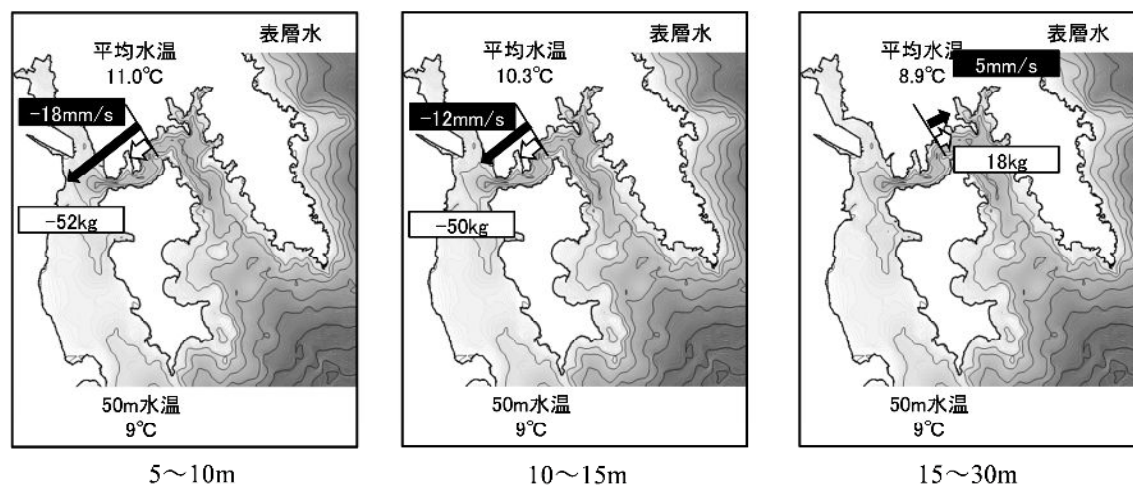 表層水
平均水温
11.0℃
-18mm/s
-52kg
50m水温
9℃
5～10m
表層水
平均水温
10.3℃
-12mm/s
-50kg
50m水温
9℃
10～15m
表層水
平均水温
8.9℃
5mm/s
18kg
50m水温
9℃
15～30m